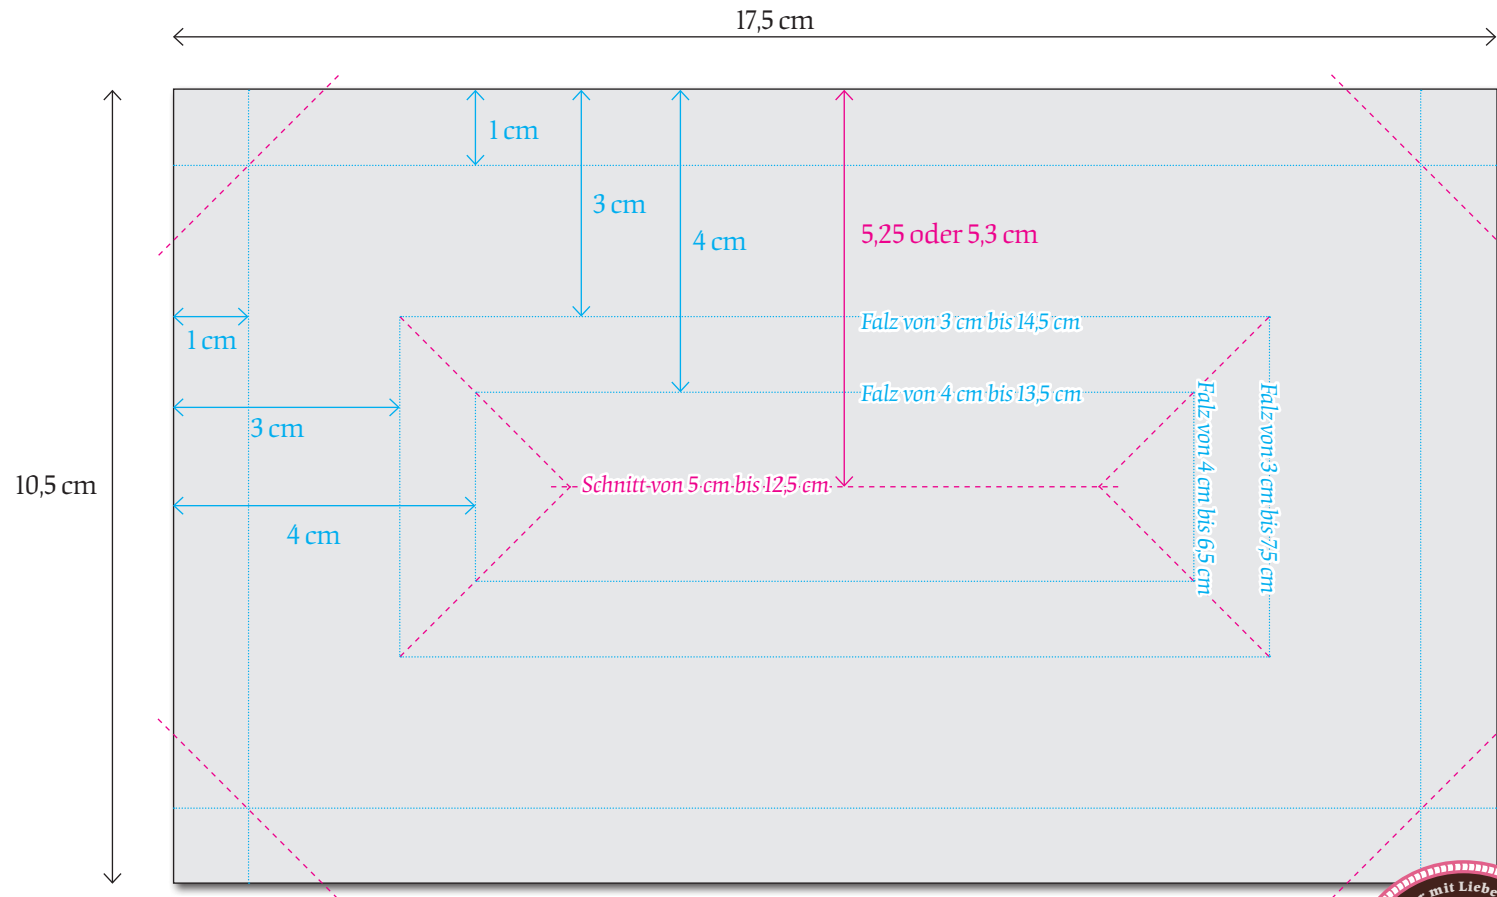 17,5 cm
1 cm
3 cm
4 cm
5,25 oder 5,3 cm
1 cm
Falz von 3 cm bis 14,5 cm
Falz von 4 cm bis 13,5 cm
3 cm
Falz von 4 cm bis 6,5 cm
Falz von 3 cm bis 7,5 cm
10,5 cm
Schnitt von 5 cm bis 12,5 cm
4 cm
mit Liebe